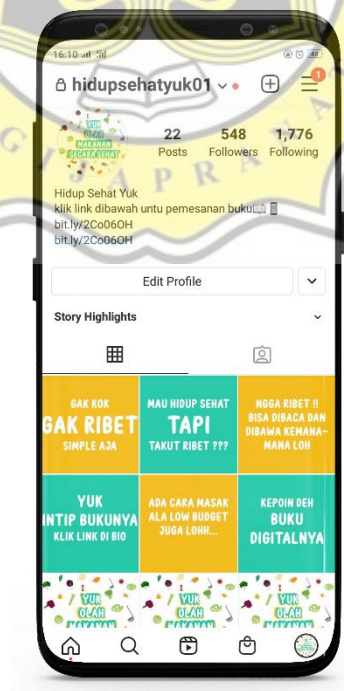 16:10
48
hidupsehatyuk01
1
YUK
OLAH
MAKANAN
SECARA SEHAT
22 548 1,776
Posts Followers Following
Hidup Sehat Yuk
klik link dibawah untu pemesanan buku
bit.ly/2Co06OH
bit.ly/2Co06OH
Edit Profile
Story Highlights
GAK KOK
GAK RIBET
SIMPLE AJA
MAU HIDUP SEHAT
TAPI
TAKUT RIBET ???
NGGA RIBET !!
BISA DIBACA DAN
DIBAWA KEMANA-
MANA LOH
YUK
INTIP BUKUNYA
KLIK LINK DI BIO
ADA CARA MASAK
ALA LOW BUDGET
JUGA LOHH...
KEPOIN DEH
BUKU
DIGITALNYA
YUK
OLAH
MAKANAN
YUK
OLAH
MAKANAN
YUK
OLAH
MAKANAN